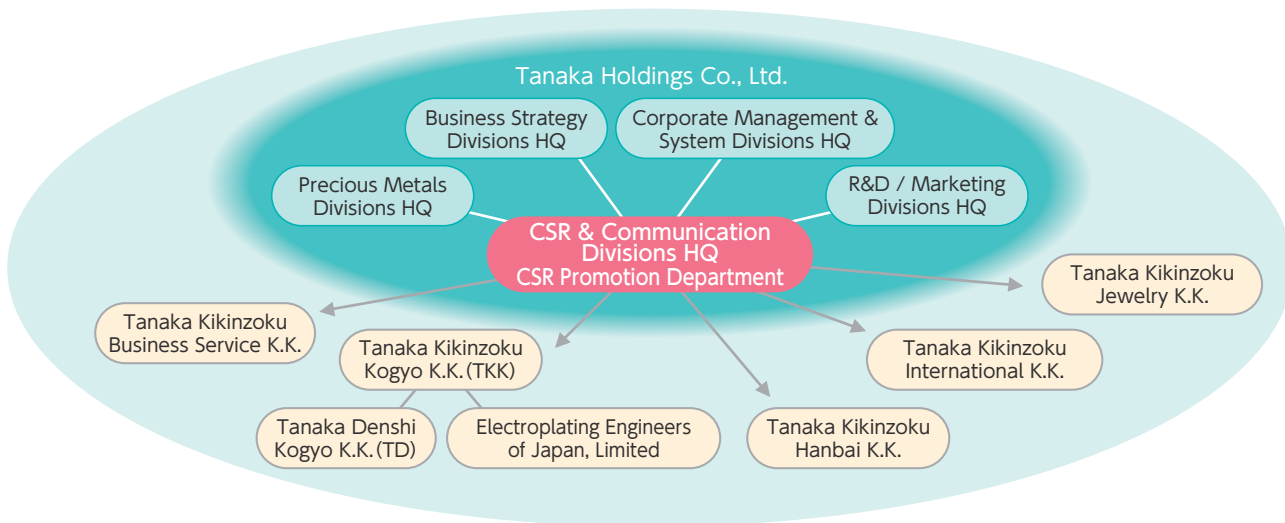 Tanaka Holdings Co., Ltd.
Business Strategy
Divisions HQ
Corporate Management &
System Divisions HQ
Precious Metals
Divisions HQ
R&D / Marketing
Divisions HQ
CSR & Communication
Divisions HQ
CSR Promotion Department
Tanaka Kikinzoku
Jewelry K.K.
Tanaka Kikinzoku
Business Service K.K.
Tanaka Kikinzoku
Kogyo K.K. (TKK)
Tanaka Kikinzoku
International K.K.
Tanaka Denshi
Kogyo K.K. (TD)
Electroplating Engineers
of Japan, Limited
Tanaka Kikinzoku
Hanbai K.K.